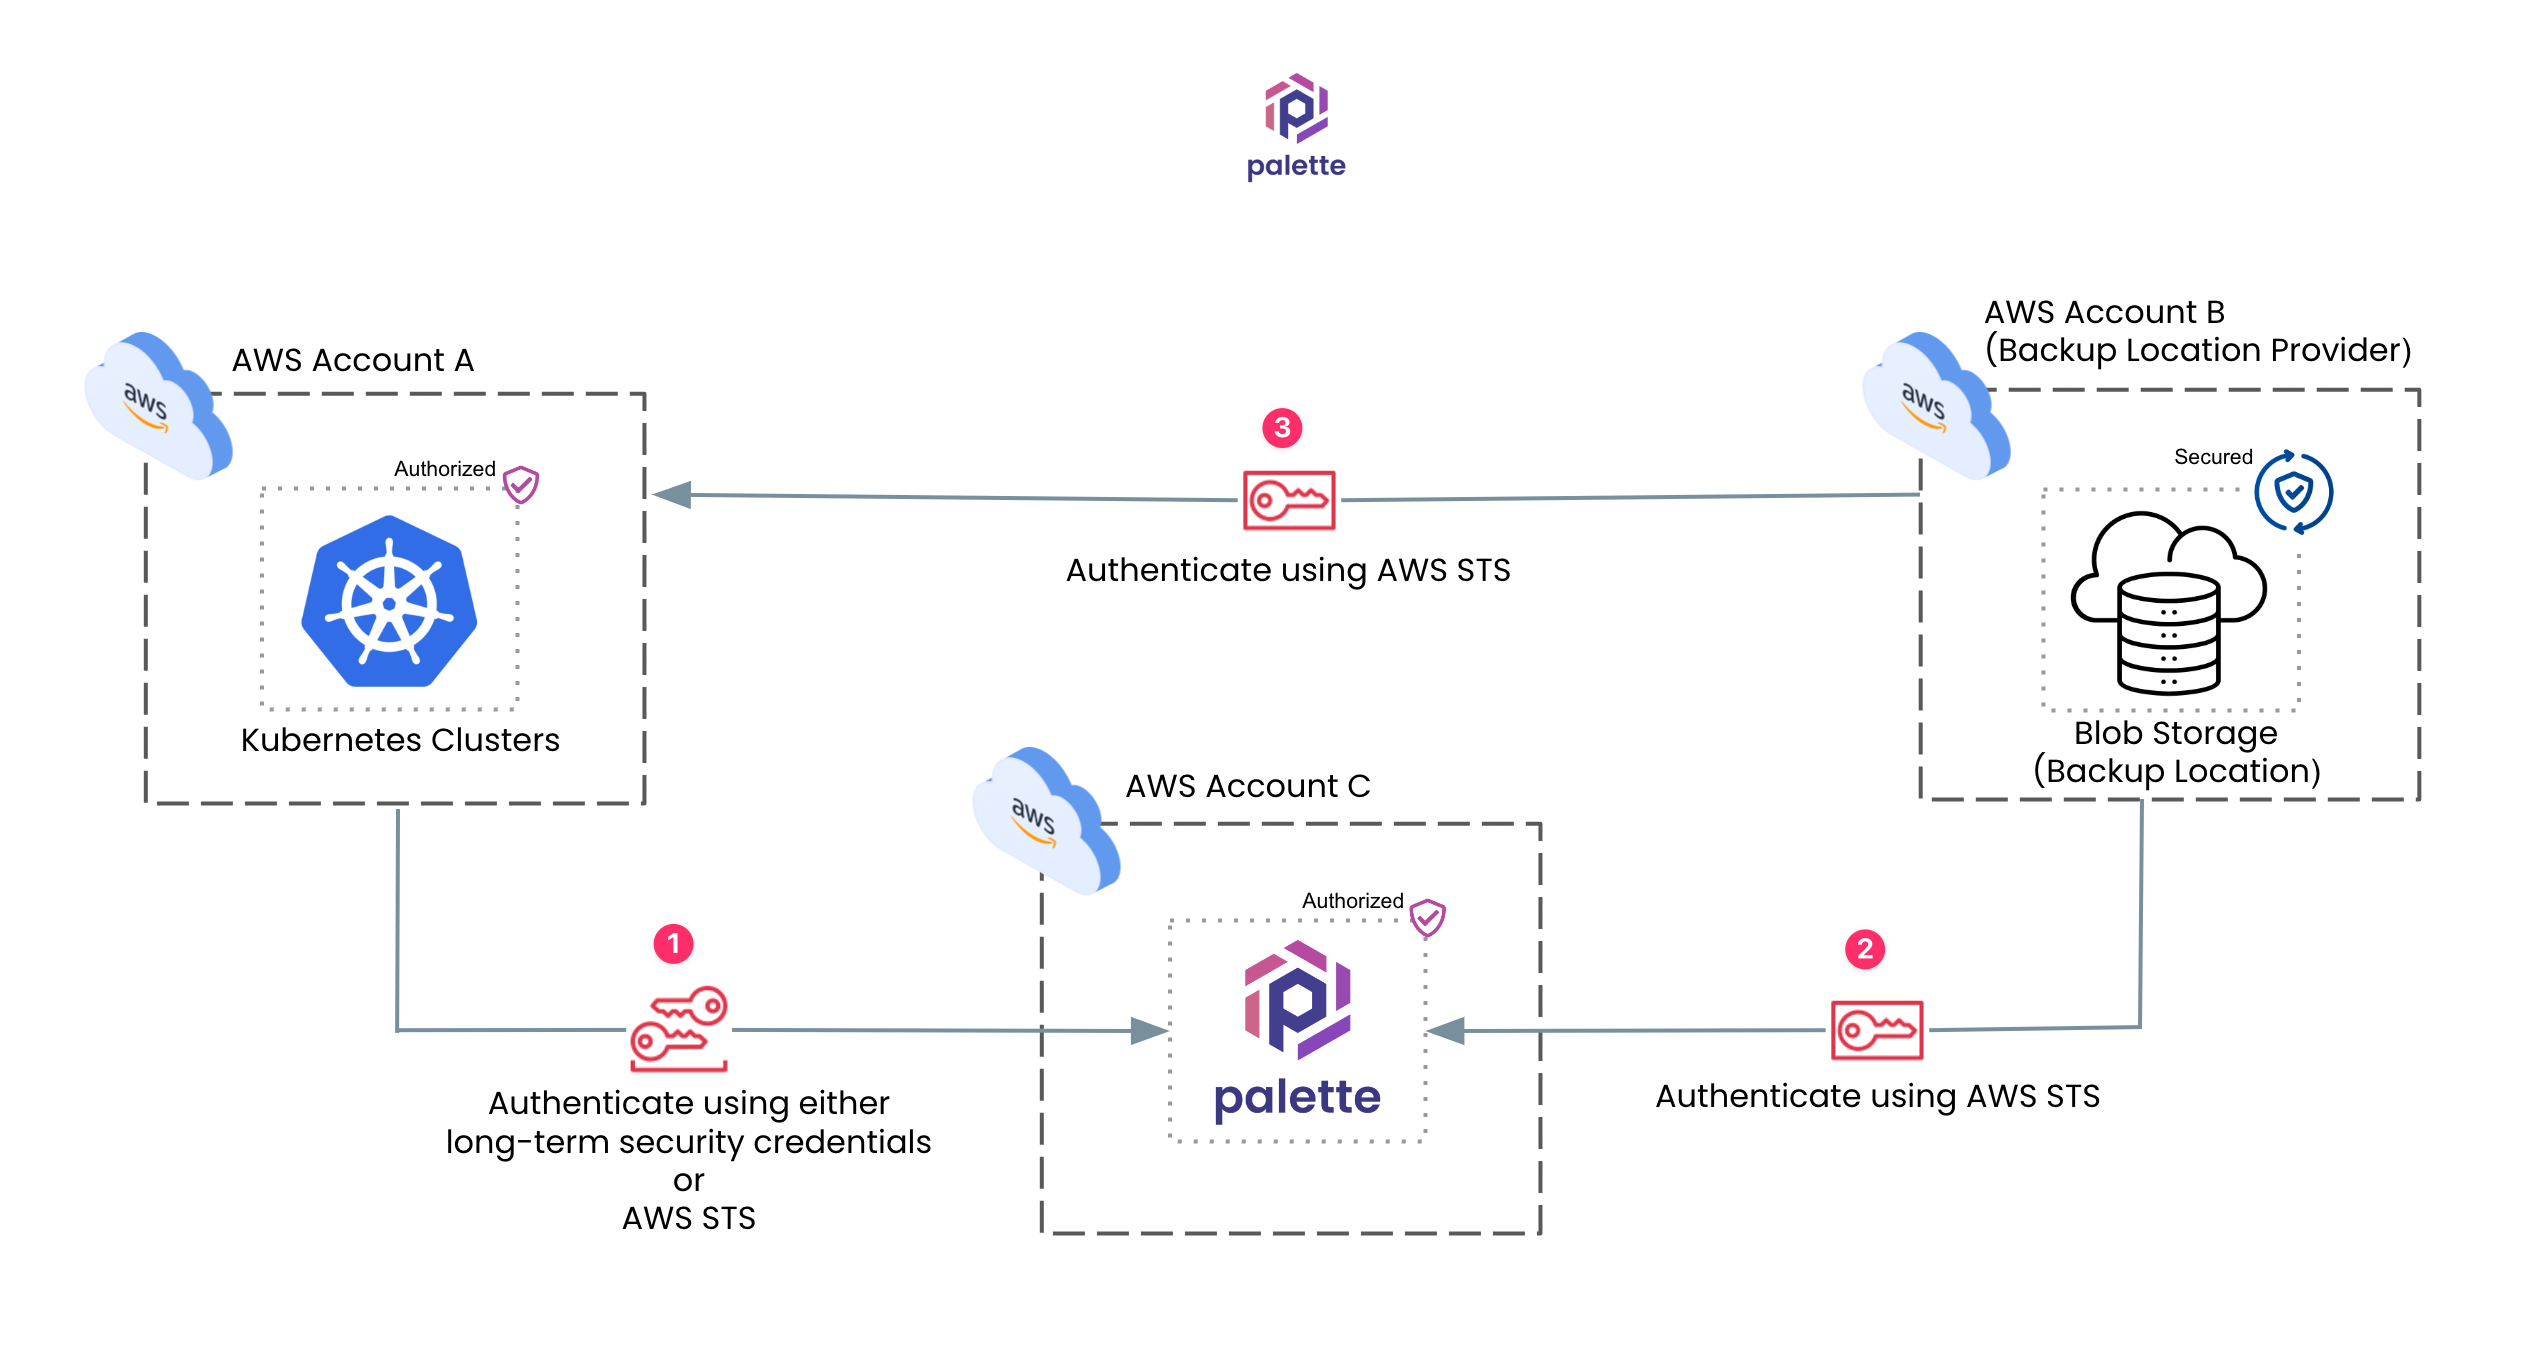 palette
AWS Account B
(Backup Location Provider)
AWS Account A
aws
aws
3
Authorized
Secured
Authenticate using AWS STS
Kubernetes Clusters
Blob Storage
(Backup Location)
AWS Account C
aws
Authorized
1
2
palette
Authenticate using either
long-term security credentials
or
AWS STS
Authenticate using AWS STS